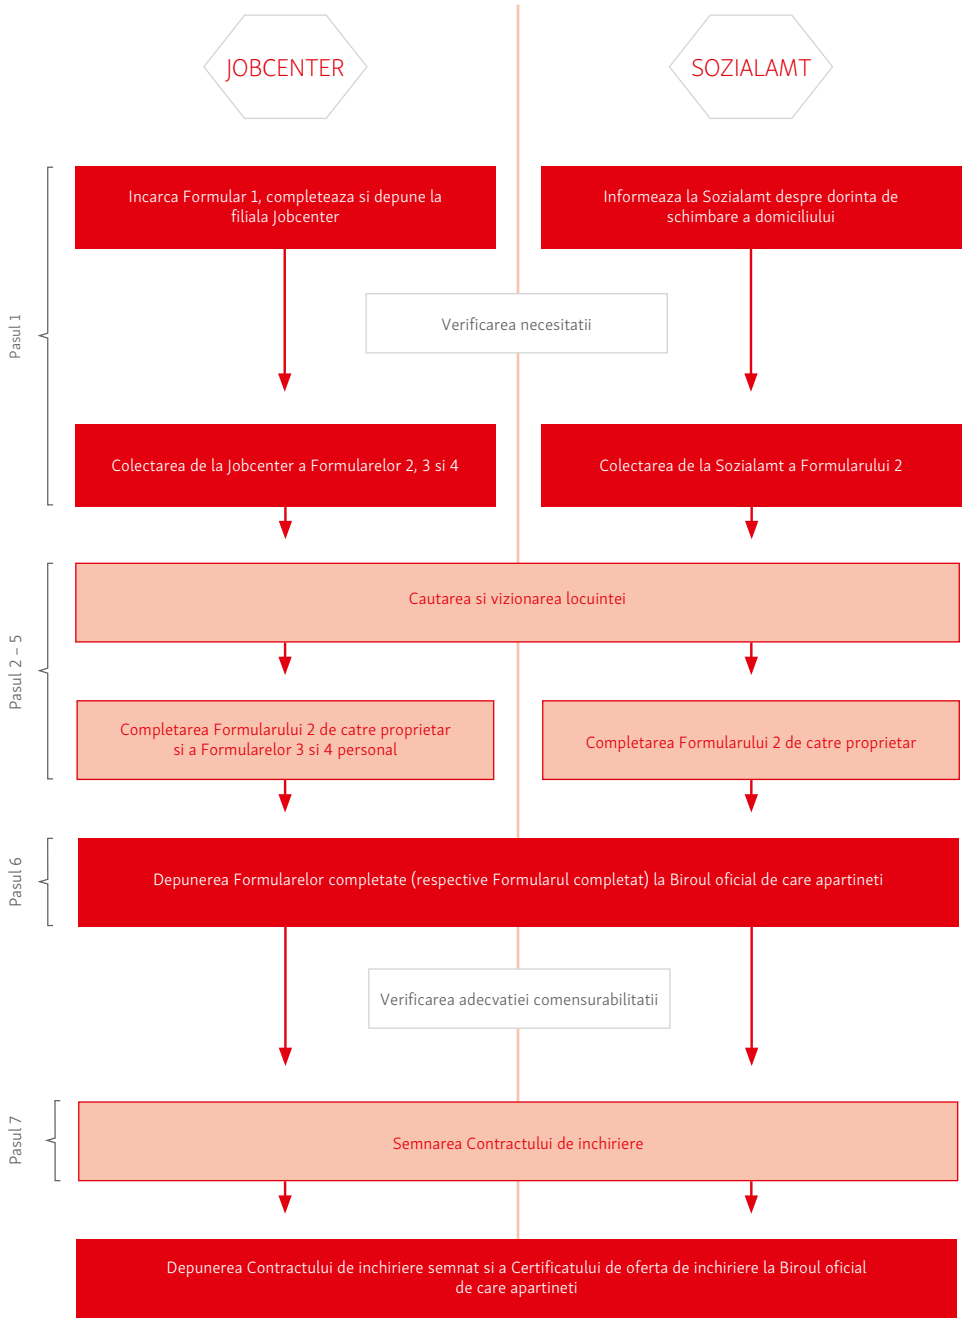 JOBCENTER
SOZIALAMT
Pasul 1
Incarca Formular 1, completeaza si depune la
filiala Jobcenter
Informeaza la Sozialamt despre dorinta de
schimbare a domiciliului
Verificarea necesitatii
Colectarea de la Jobcenter a Formularelor 2, 3 si 4
Colectarea de la Sozialamt a Formularului 2
Pasul 2 – 5
Cautarea si vizionarea locuintei
Completarea Formularului 2 de catre proprietar
si a Formularelor 3 si 4 personal
Completarea Formularului 2 de catre proprietar
Pasul 6
Depunerea Formularelor completate (respective Formularul completat) la Biroul oficial de care apartineti
Verificarea adecvatiei comensurabilitatii
Pasul 7
Semnarea Contractului de inchiriere
Depunerea Contractului de inchiriere semnat si a Certificatului de oferta de inchiriere la Biroul oficial
de care apartineti